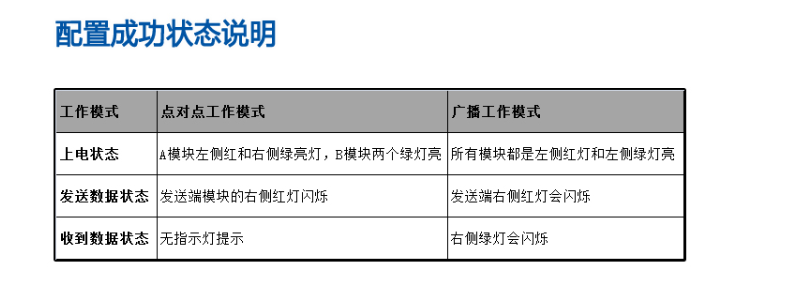 配置成功状态说明
工作模式 点对点工作模式 广播工作模式
上电状态 A模块左侧红和右侧绿亮灯，B模块两个绿灯亮 所有模块都是左侧红灯和左侧绿灯亮
发送数据状态 发送端模块的右侧红灯闪烁 发送端右侧红灯会闪烁
收到数据状态 无指示灯提示 右侧绿灯会闪烁